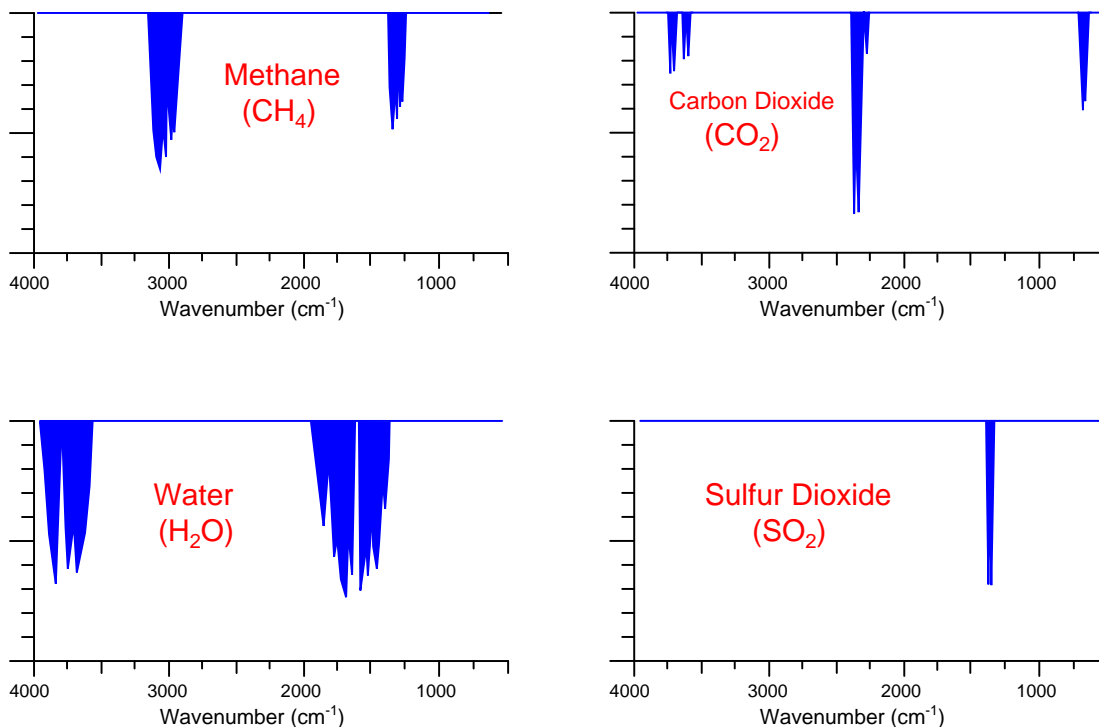 Methane
(CH₄)
4000 3000 2000 1000
Wavenumber (cm⁻¹)
Carbon Dioxide
(CO₂)
4000 3000 2000 1000
Wavenumber (cm⁻¹)
Water
(H₂O)
4000 3000 2000 1000
Wavenumber (cm⁻¹)
Sulfur Dioxide
(SO₂)
4000 3000 2000 1000
Wavenumber (cm⁻¹)